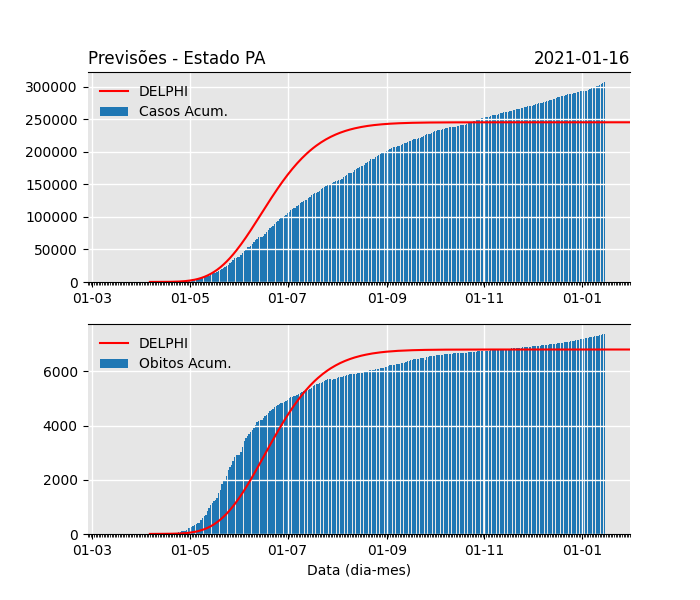 Previsões - Estado PA 2021-01-16
300000
250000
200000
150000
100000
50000
0
DELPHI
Casos Acum.
01-03 01-05 01-07 01-09 01-11 01-01
6000
4000
2000
0
DELPHI
Obitos Acum.
01-03 01-05 01-07 01-09 01-11 01-01
Data (dia-mes)